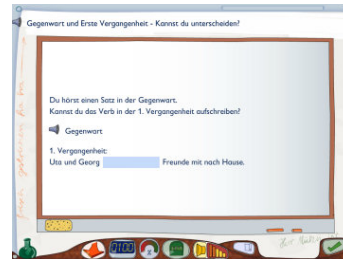 Gegenwart und Erste Vergangenheit - Kannst du unterscheiden?
Du hörst einen Satz in der Gegenwart.
Kannst du das Verb in der 1. Vergangenheit aufschreiben?
Gegenwart
1. Vergangenheit:
Uta und Georg Freunde mit nach Hause.